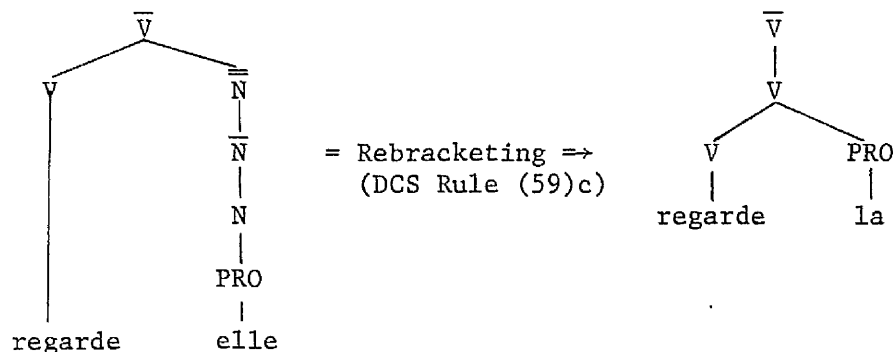 V̅ V̅
V N̿ V
N̅ = Rebracketing ⇒ V PRO
(DCS Rule (59)c)
N regarde la
PRO
regarde elle